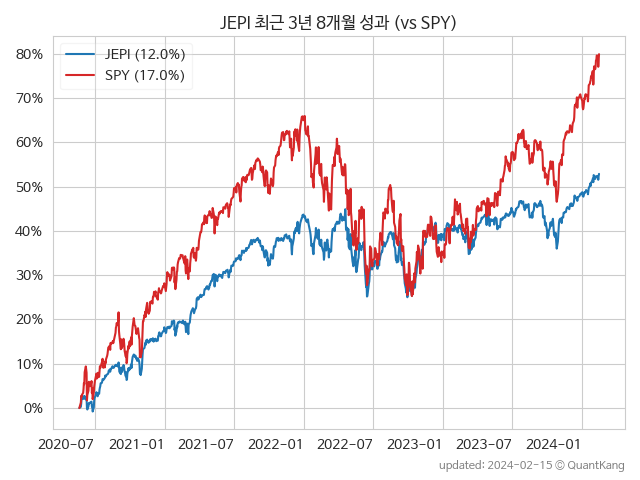 JEPI 최근 3년 8개월 성과 (vs SPY)
JEPI (12.0%)
SPY (17.0%)
80%
70%
60%
50%
40%
30%
20%
10%
0%
2020-07 2021-01 2021-07 2022-01 2022-07 2023-01 2023-07 2024-01
updated: 2024-02-15 © QuantKang